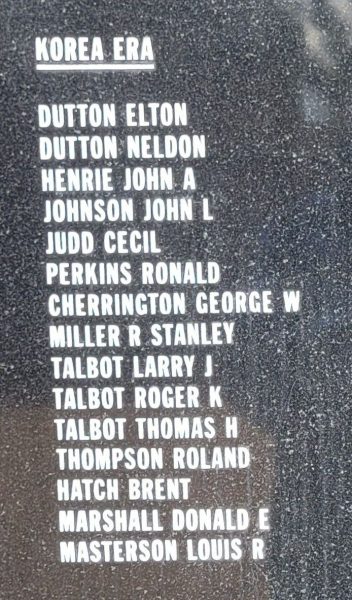 KOREA ERA
DUTTON ELTON
DUTTON NELDON
HENRIE JOHN A
JOHNSON JOHN L
JUDD CECIL
PERKINS RONALD
CHERRINGTON GEORGE W
MILLER R STANLEY
TALBOT LARRY J
TALBOT ROGER K
TALBOT THOMAS H
THOMPSON ROLAND
HATCH BRENT
MARSHALL DONALD E
MASTERSON LOUIS R